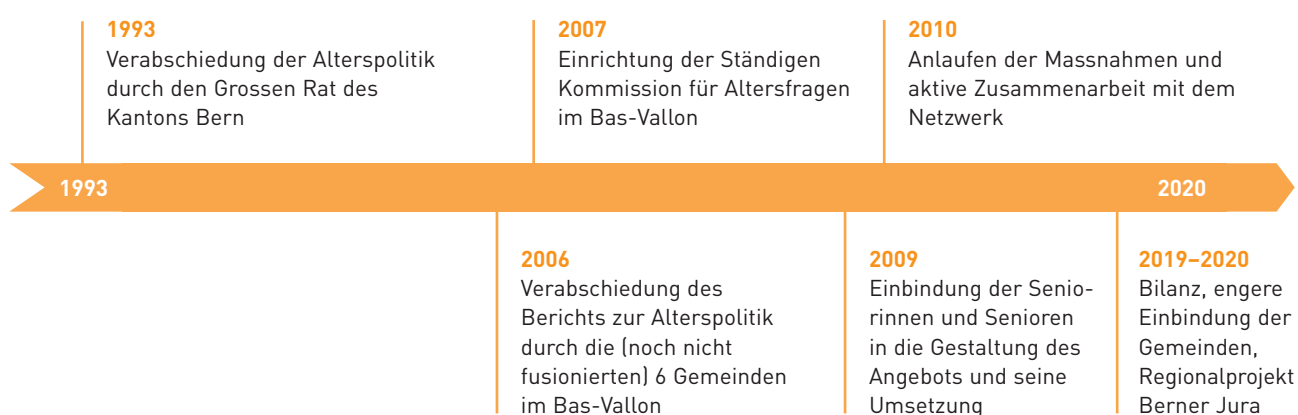 1993
Verabschiedung der Alterspolitik
durch den Grossen Rat des
Kantons Bern
2007
Einrichtung der Ständigen
Kommission für Altersfragen
im Bas-Vallon
2010
Anlaufen der Massnahmen und
aktive Zusammenarbeit mit dem
Netzwerk
1993
2020
2006
Verabschiedung des
Berichts zur Alterspolitik
durch die (noch nicht
fusionierten) 6 Gemeinden
im Bas-Vallon
2009
Einbindung der Senio-
rinnen und Senioren
in die Gestaltung des
Angebots und seine
Umsetzung
2019–2020
Bilanz, engere
Einbindung der
Gemeinden,
Regionalprojekt
Berner Jura